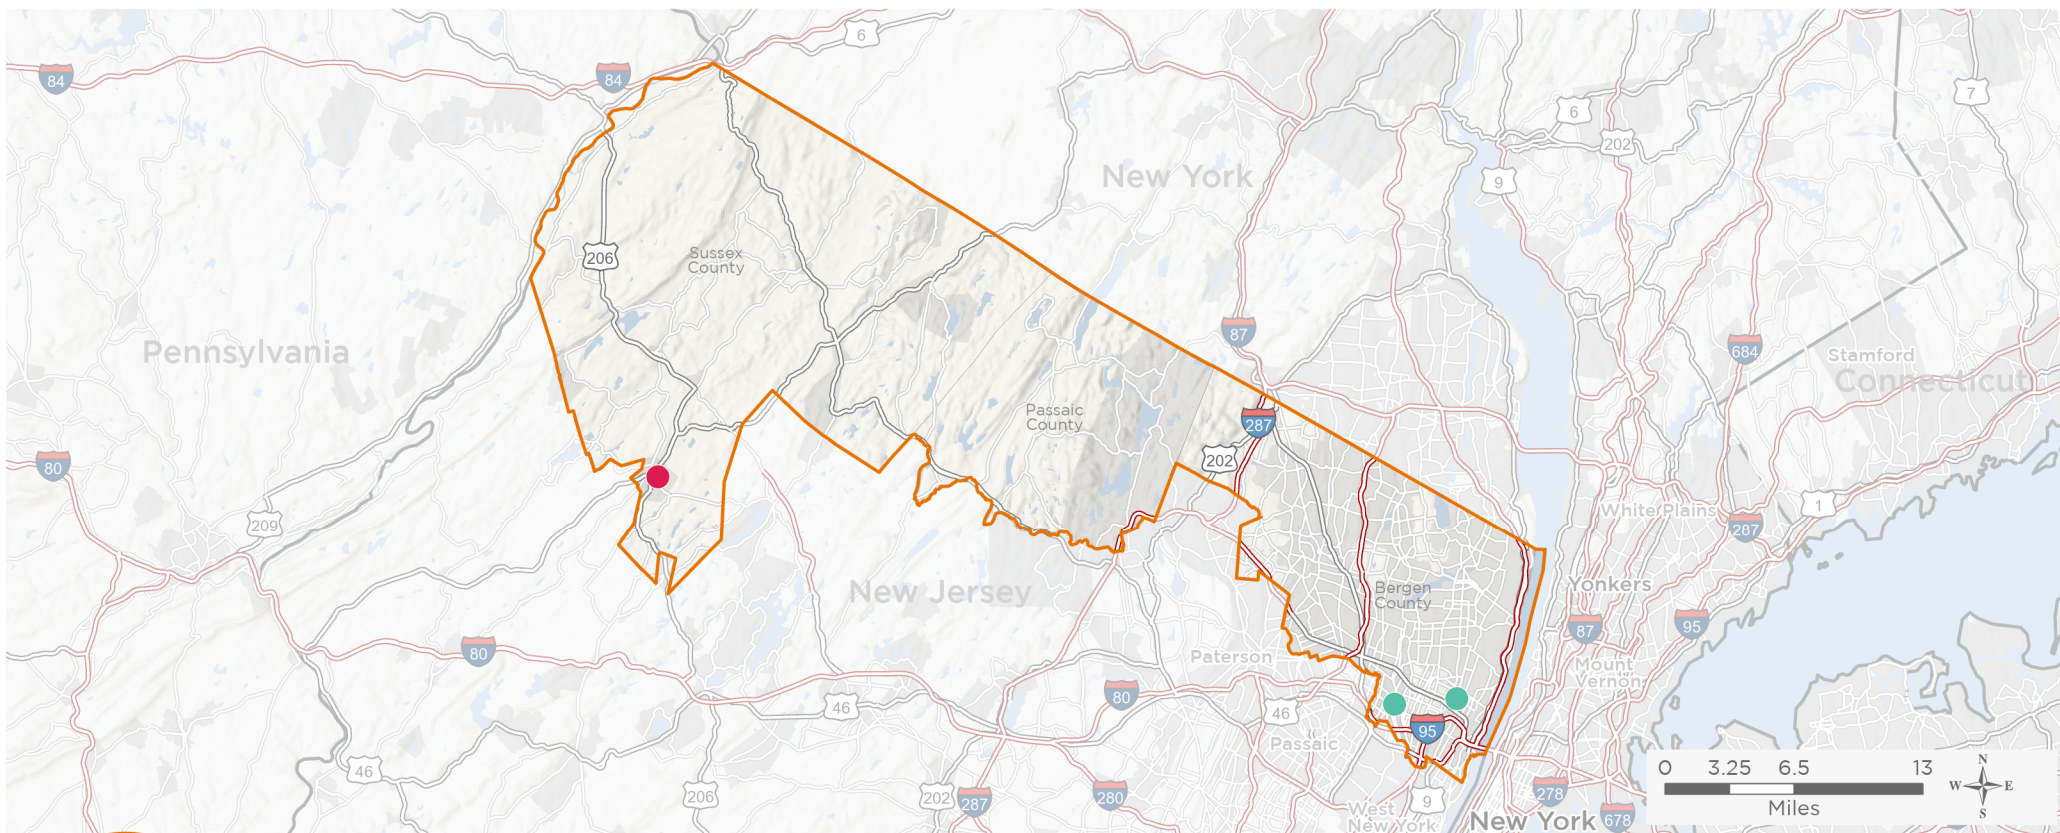 6
84
84
7
6
202
New York
9
206
Sussex
County
87
Pennsylvania
684
Stamford
Connecticut
Passaic
County
287
202
80
209
1
White Plains
287
New Jersey
Bergen
County
Yonkers
87
95
80
Paterson
Mount
Vernon
80
46
46
95
Passaic
46
206
202
287
280
9
278
678
West
New York
New York
0 3.25 6.5 13
Miles
N
W E
S